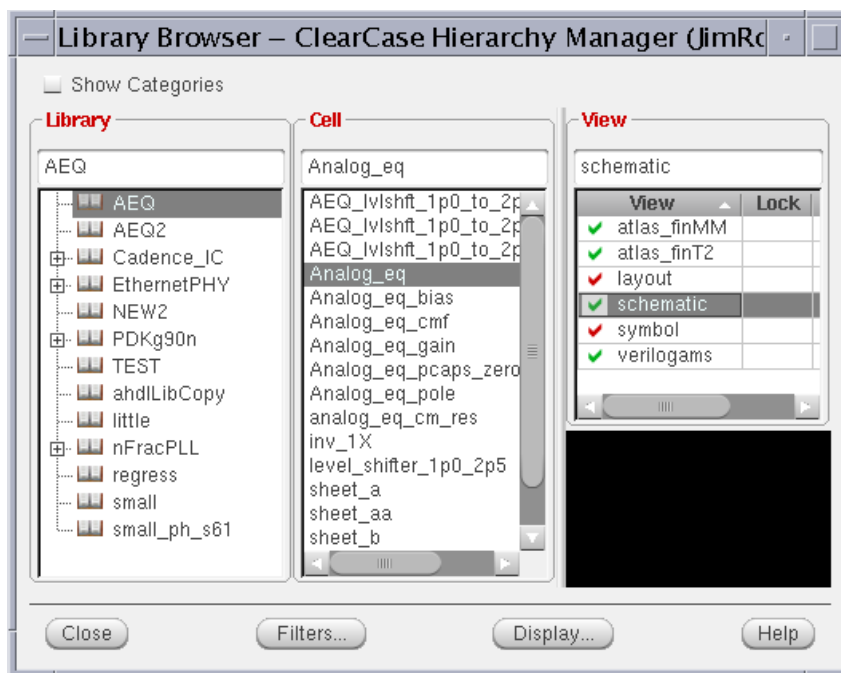 Library Browser – ClearCase Hierarchy Manager (JimRo
Show Categories
Library
AEQ
AEQ
AEQ2
Cadence_IC
EthernetPHY
NEW2
PDKg90n
TEST
ahdlLibCopy
little
nFracPLL
regress
small
small_ph_s61
Cell
Analog_eq
AEQ_lvlshft_1p0_to_2p
AEQ_lvlshft_1p0_to_2p
AEQ_lvlshft_1p0_to_2p
Analog_eq
Analog_eq_bias
Analog_eq_cmf
Analog_eq_gain
Analog_eq_pcaps_zero
Analog_eq_pole
analog_eq_cm_res
inv_1X
level_shifter_1p0_2p5
sheet_a
sheet_aa
sheet_b
View
schematic
View Lock
atlas_finMM
atlas_finT2
layout
schematic
symbol
verilogams
Close Filters... Display... Help